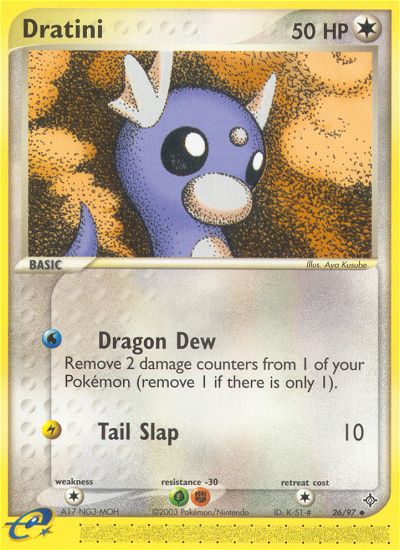 Dratini
50 HP
BASIC
Illus. Aya Kusube
Dragon Dew
Remove 2 damage counters from 1 of your
Pokémon (remove 1 if there is only 1).
Tail Slap 10
weakness resistance -30 retreat cost
A17-NG3-MOH ©2003 Pokémon/Nintendo ID: K-51-# 26/97
e